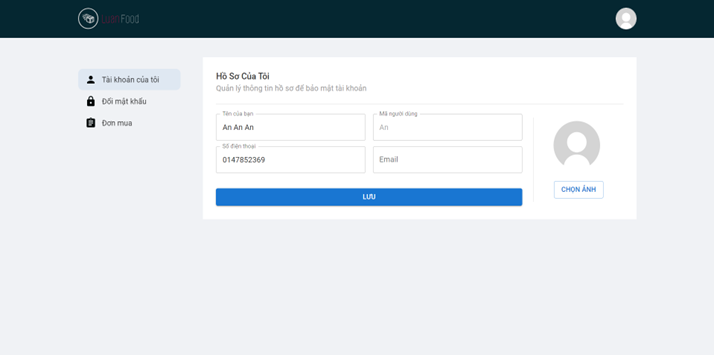 Food
Tài khoản của tôi
Đổi mật khẩu
Đơn mua
Hồ Sơ Của Tôi
Quản lý thông tin hồ sơ để bảo mật tài khoản
Tên của bạn
An An An
Mã người dùng
An
Số điện thoại
0147852369
Email
LƯU
CHỌN ẢNH